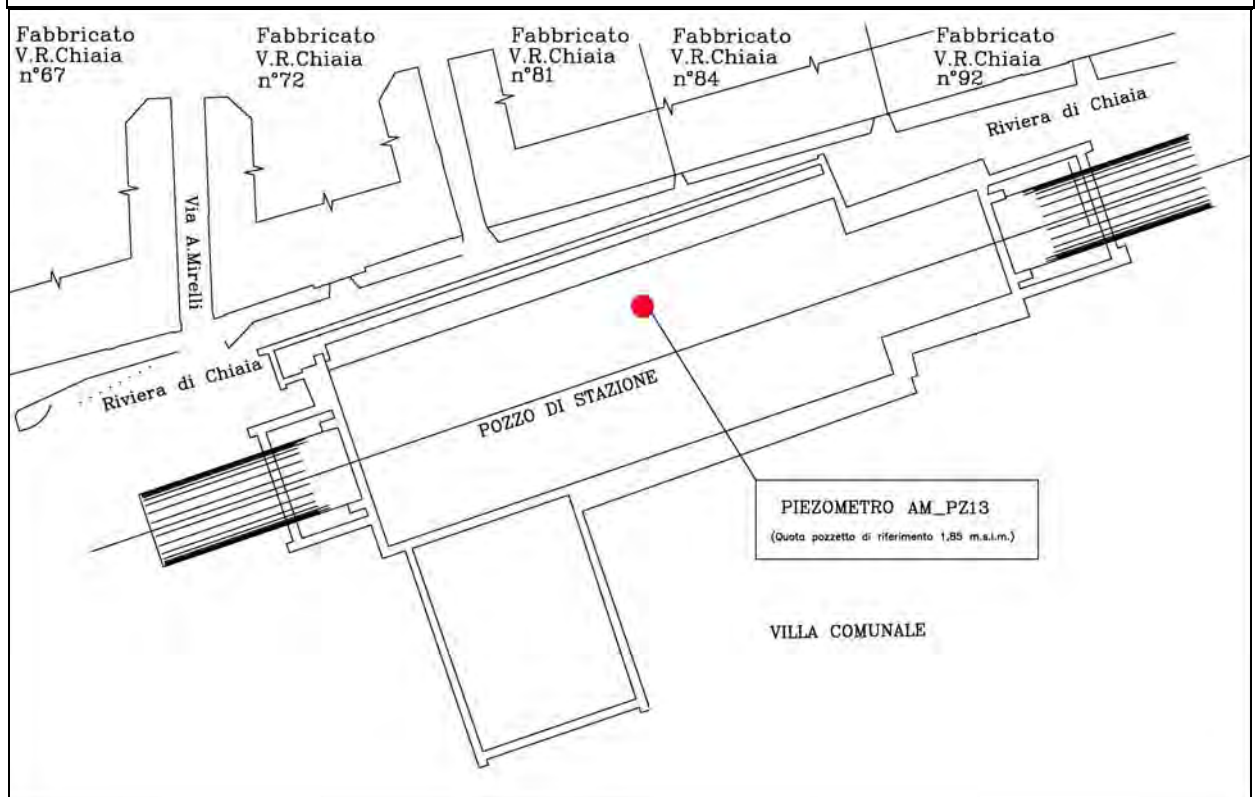 Fabbricato
V.R.Chiaia
n°67
Fabbricato
V.R.Chiaia
n°72
Fabbricato
V.R.Chiaia
n°81
Fabbricato
V.R.Chiaia
n°84
Fabbricato
V.R.Chiaia
n°92
Riviera di Chiaia
Via A.Mirelli
Riviera di Chiaia
POZZO DI STAZIONE
PIEZOMETRO AM_PZ13
(Quota pozzetto di riferimento 1,85 m.s.l.m.)
VILLA COMUNALE